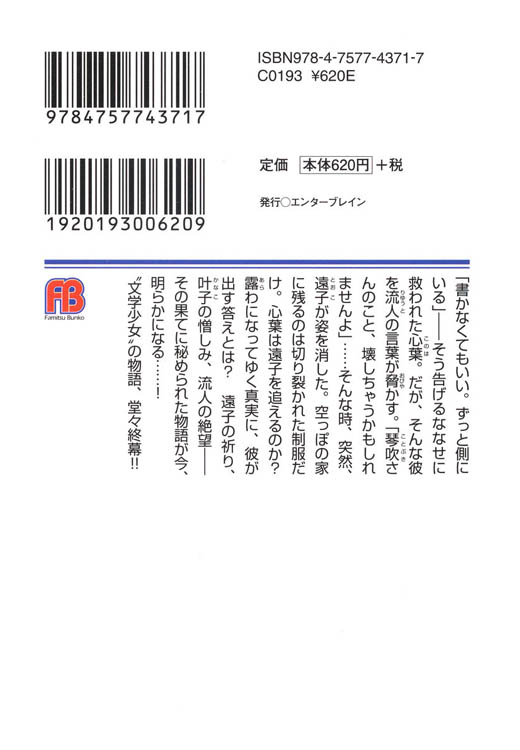 ISBN978-4-7577-4371-7
C0193 ¥620E
9784757743717
定価 本体620円+税
1920193006209
発行○エンターブレイン
FB
Famitsu Bunko
「書かなくてもいい。ずっと側に
いる」――そう告げるななせに
救われた心葉。だが、そんな彼
を流人の言葉が脅かす。「琴吹さ
んのこと、壊しちゃうかもしれ
ませんよ」……そんな時、突然、
遠子が姿を消した。空っぽの家
に残るのは切り裂かれた制服だ
け。心葉は遠子を追えるのか?
露わになってゆく真実に、彼が
出す答えとは? 遠子の祈り、
叶子の憎しみ、流人の絶望――
その果てに秘められた物語が今、
明らかになる……!
〝文学少女〟の物語、堂々終幕!!